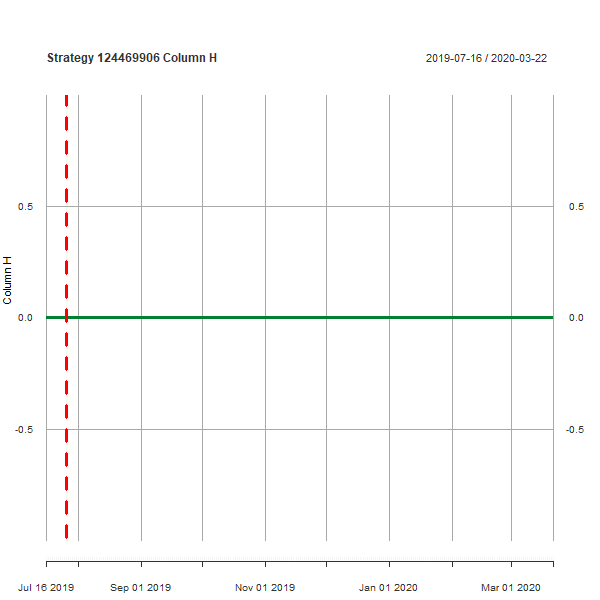 Strategy 124469906 Column H
2019-07-16 / 2020-03-22
0.5
0.5
Column H
0.0
0.0
-0.5
-0.5
Jul 16 2019
Sep 01 2019
Nov 01 2019
Jan 01 2020
Mar 01 2020